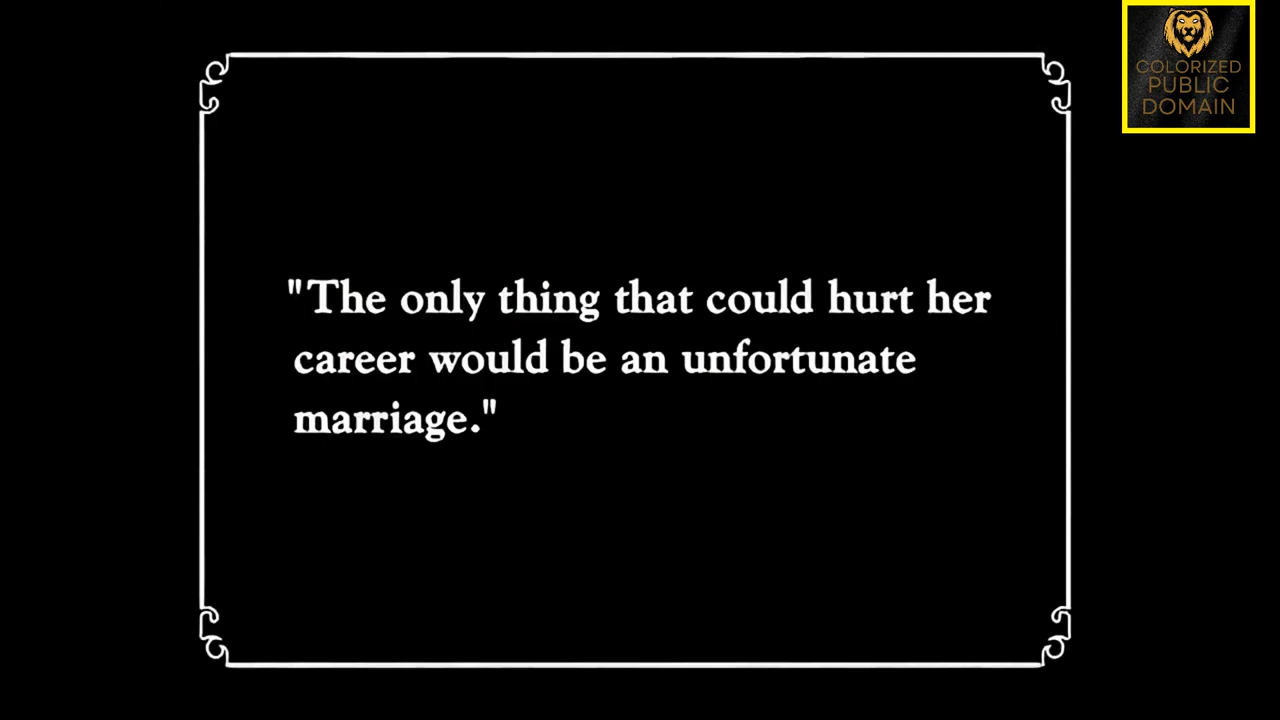 COLORIZED
PUBLIC
DOMAIN
"The only thing that could hurt her
career would be an unfortunate
marriage."